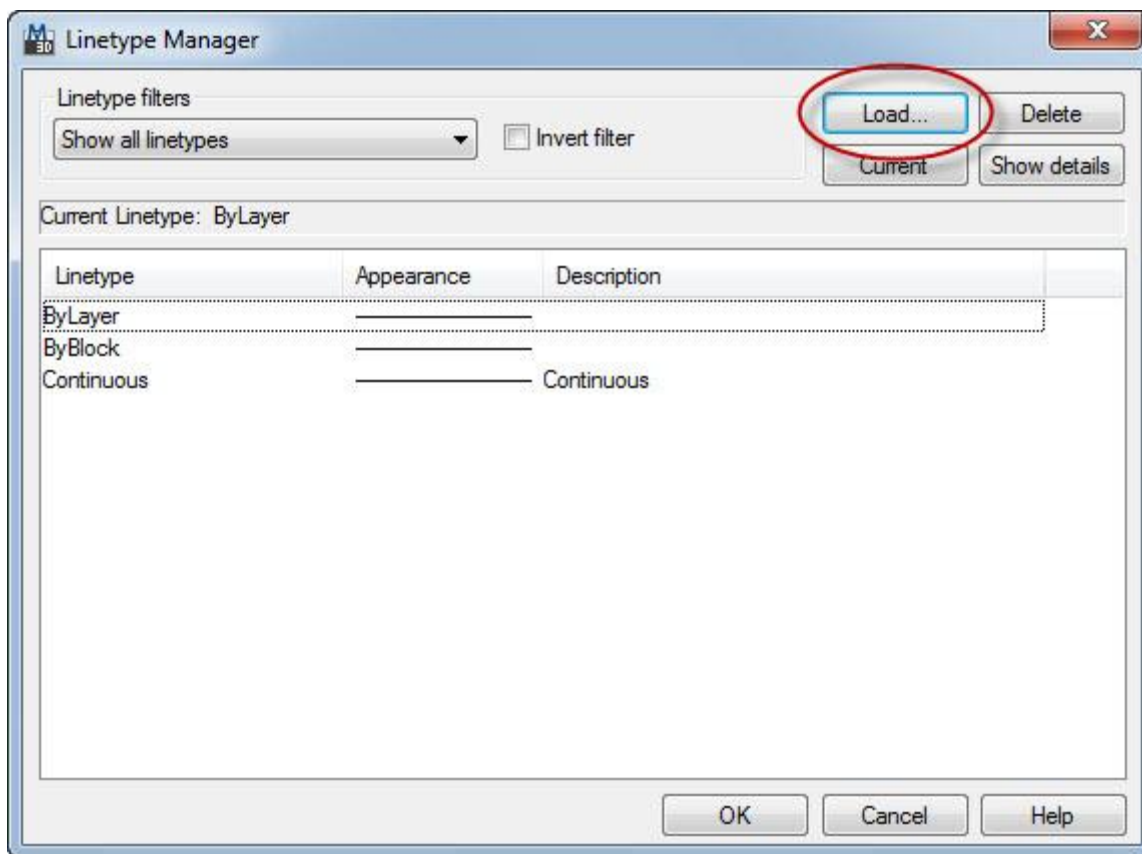 M
3D
Linetype Manager
X
Linetype filters
Show all linetypes
Invert filter
Load...
Delete
Current
Show details
Current Linetype: ByLayer
Linetype Appearance Description
ByLayer
ByBlock
Continuous Continuous
OK Cancel Help